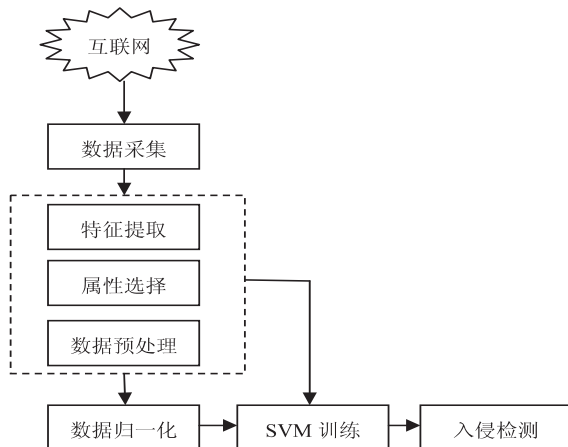 互联网
数据采集
特征提取
属性选择
数据预处理
数据归一化
SVM 训练
入侵检测